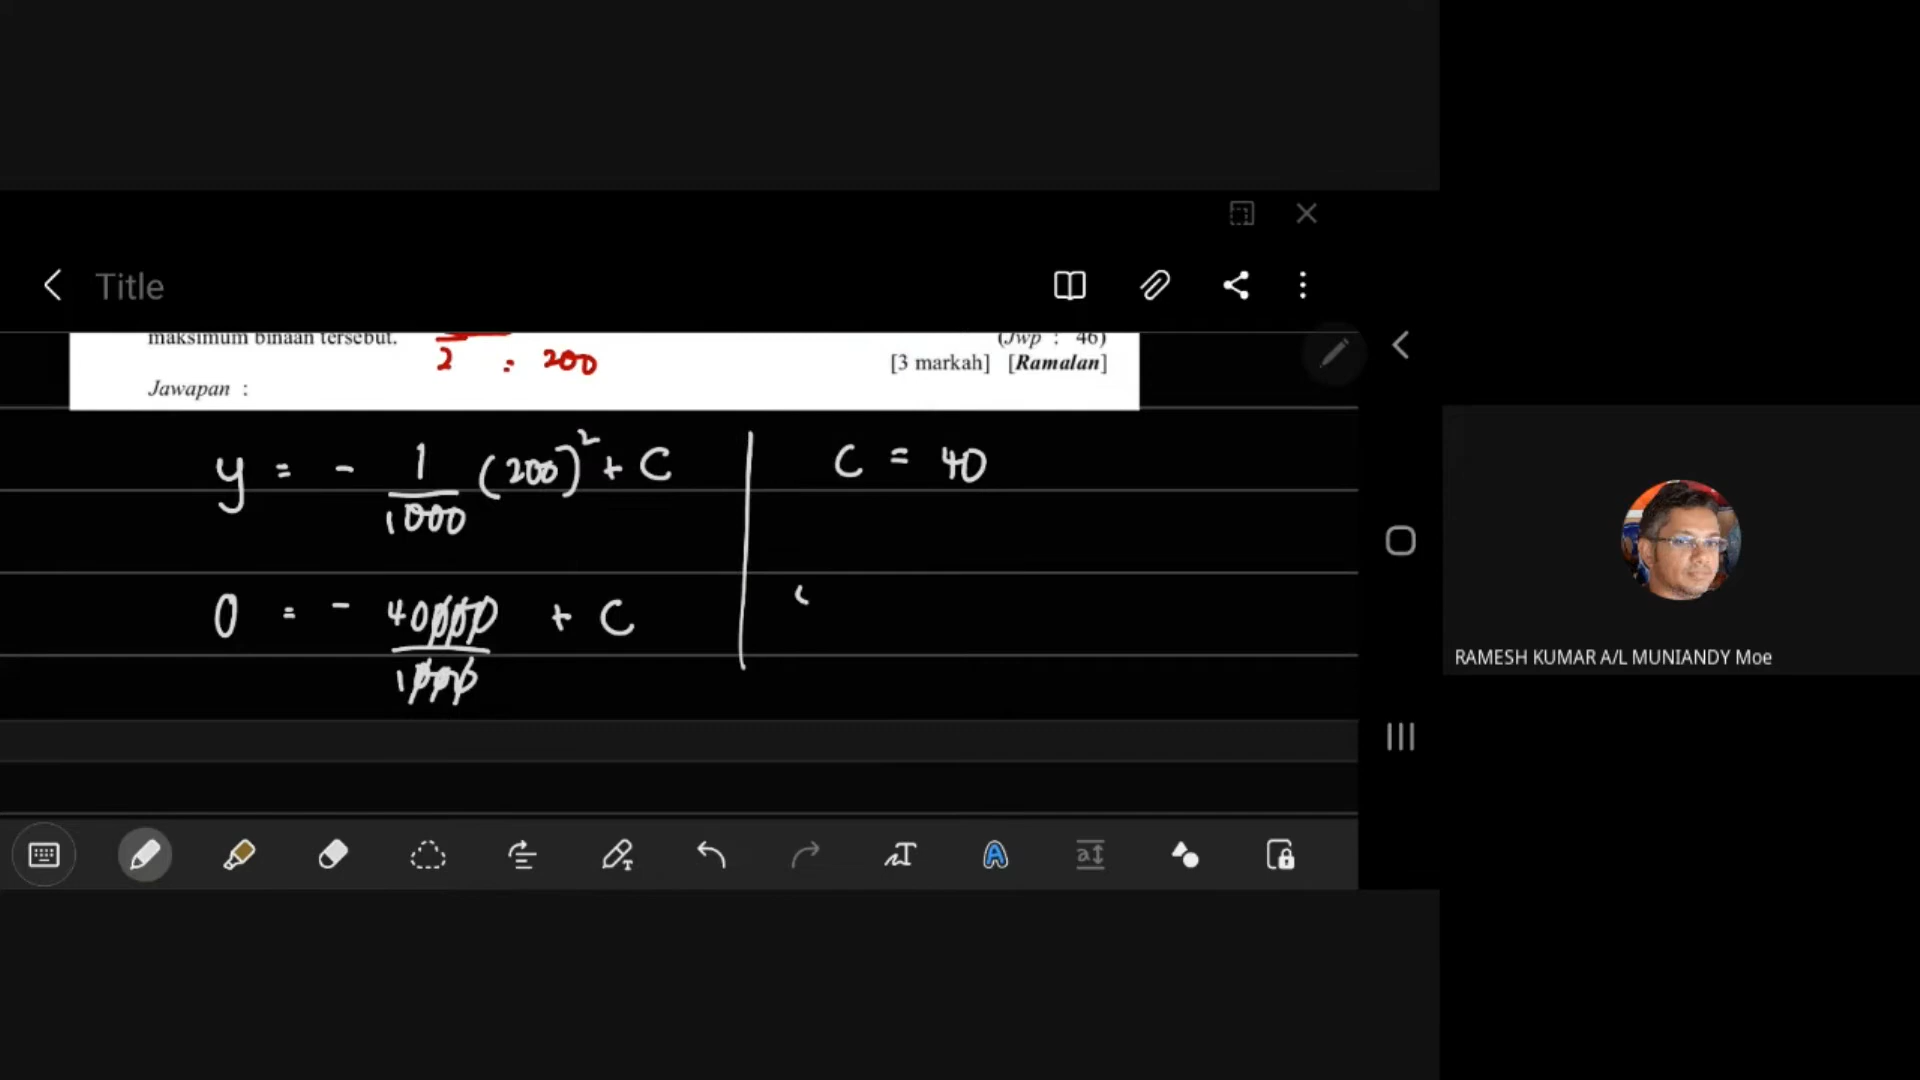 Title
maksimum binaan tersebut.
(Jwp : 46)
2 = 200
[3 markah] [Ramalan]
Jawapan :
y = - 1/1000 (200)² + C
0 = - 40000/1000 + C
C = 40
RAMESH KUMAR A/L MUNIANDY Moe